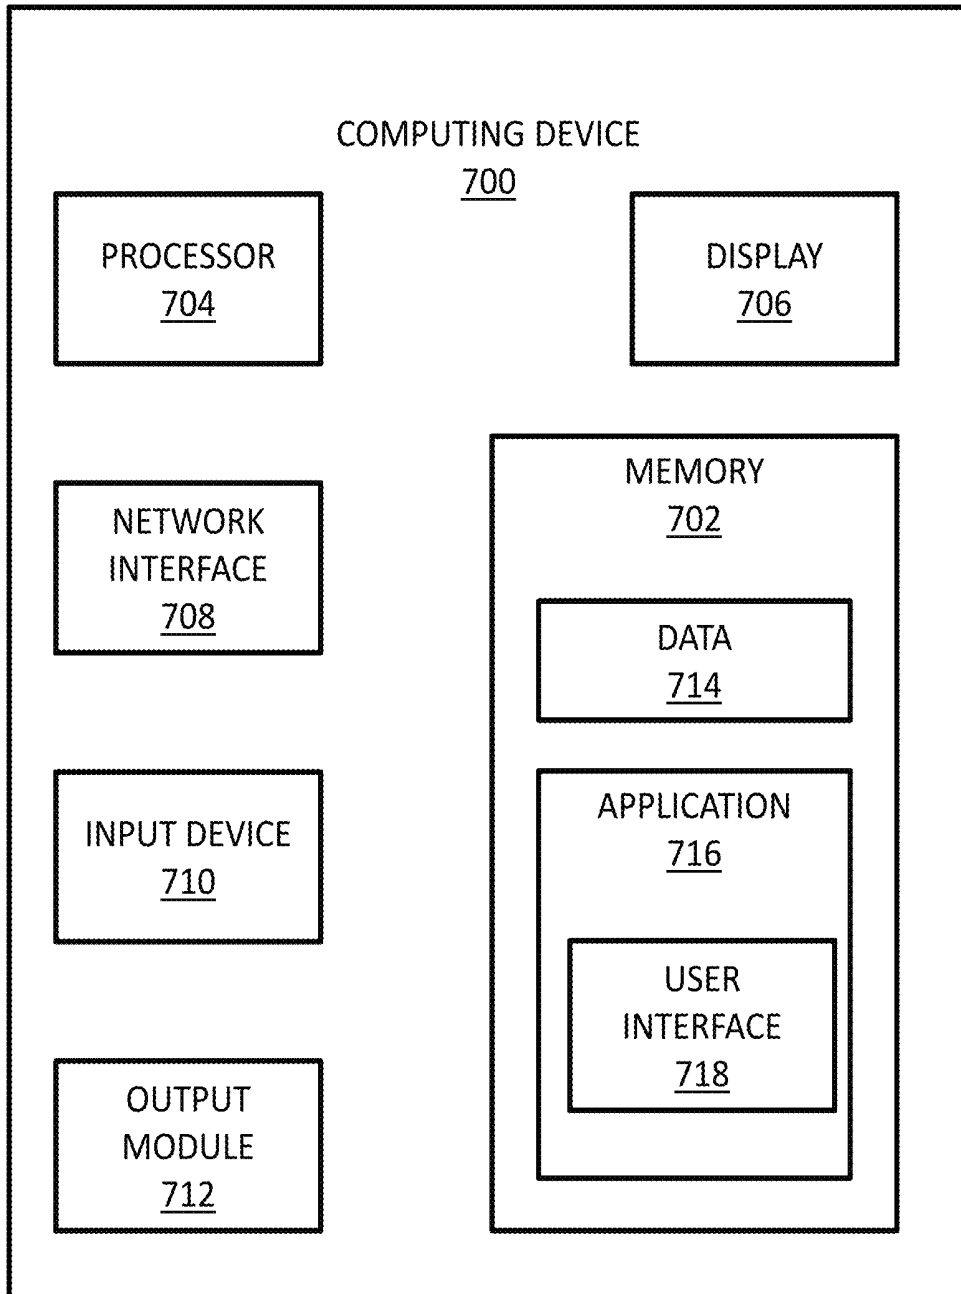 COMPUTING DEVICE
700
PROCESSOR
704
DISPLAY
706
NETWORK
INTERFACE
708
MEMORY
702
DATA
714
INPUT DEVICE
710
APPLICATION
716
USER
INTERFACE
718
OUTPUT
MODULE
712